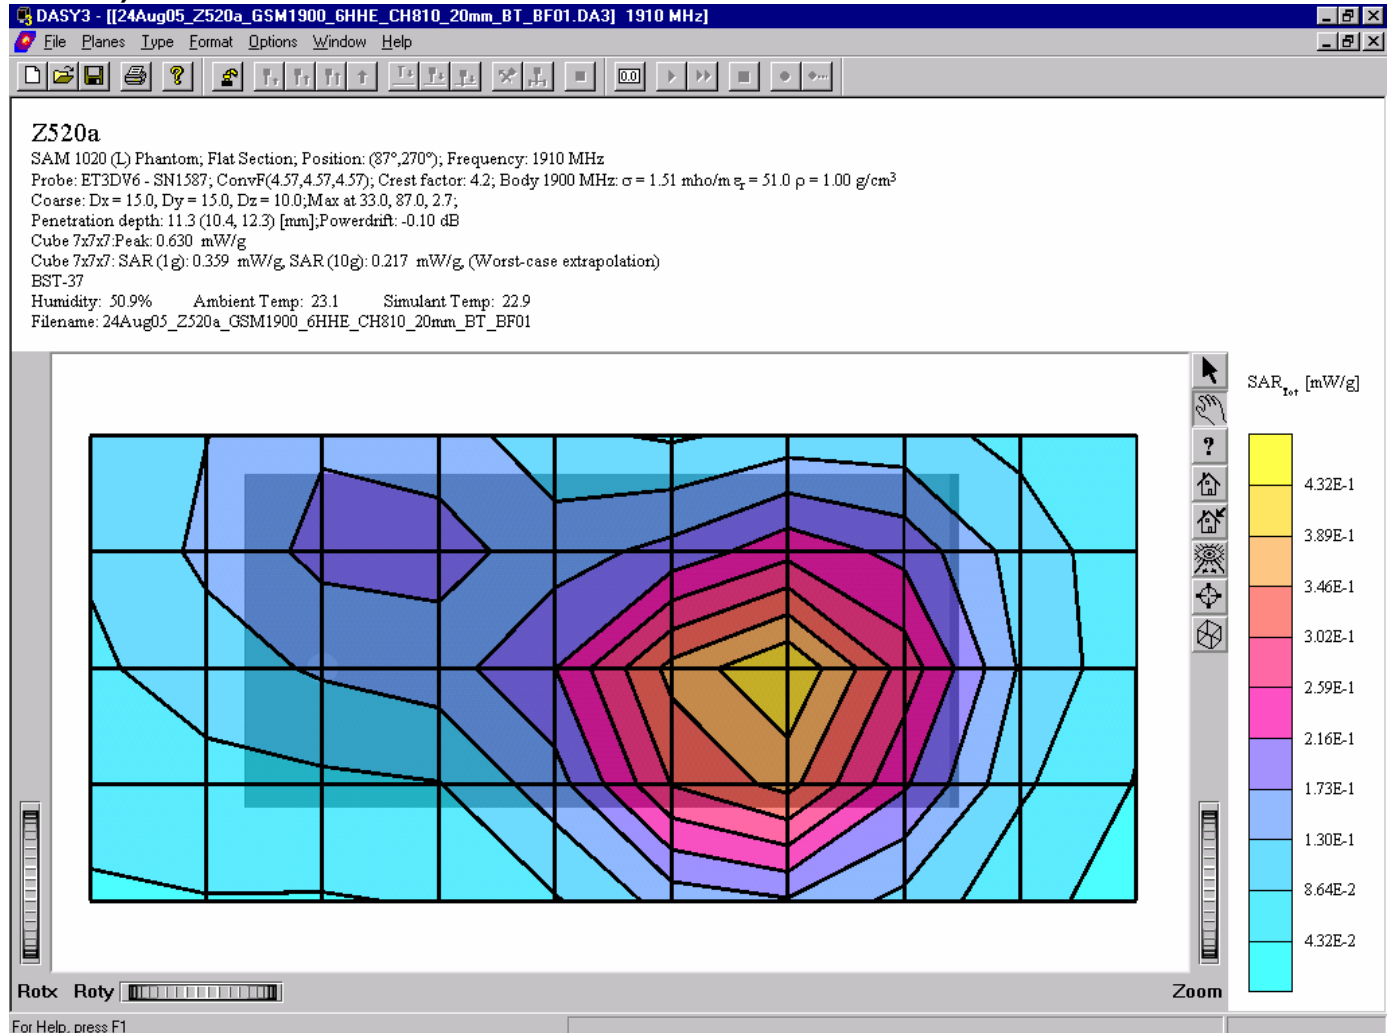 DASY3 - [[24Aug05_Z520a_GSM1900_6HHE_CH810_20mm_BT_BF01.DA3]  1910 MHz]
File Planes Type Format Options Window Help
0.0
Z520a
SAM 1020 (L) Phantom; Flat Section; Position: (87°,270°); Frequency: 1910 MHz
Probe: ET3DV6 - SN1587; ConvF(4.57,4.57,4.57); Crest factor: 4.2; Body 1900 MHz: σ = 1.51 mho/m εr = 51.0 ρ = 1.00 g/cm³
Coarse: Dx = 15.0, Dy = 15.0, Dz = 10.0;Max at 33.0, 87.0, 2.7;
Penetration depth: 11.3 (10.4, 12.3) [mm];Powerdrift: -0.10 dB
Cube 7x7x7:Peak: 0.630 mW/g
Cube 7x7x7: SAR (1g): 0.359 mW/g, SAR (10g): 0.217 mW/g, (Worst-case extrapolation)
BST-37
Humidity: 50.9% Ambient Temp: 23.1 Simulant Temp: 22.9
Filename: 24Aug05_Z520a_GSM1900_6HHE_CH810_20mm_BT_BF01
SARTot [mW/g]
4.32E-1
3.89E-1
3.46E-1
3.02E-1
2.59E-1
2.16E-1
1.73E-1
1.30E-1
8.64E-2
4.32E-2
Rotx Roty Zoom
For Help, press F1